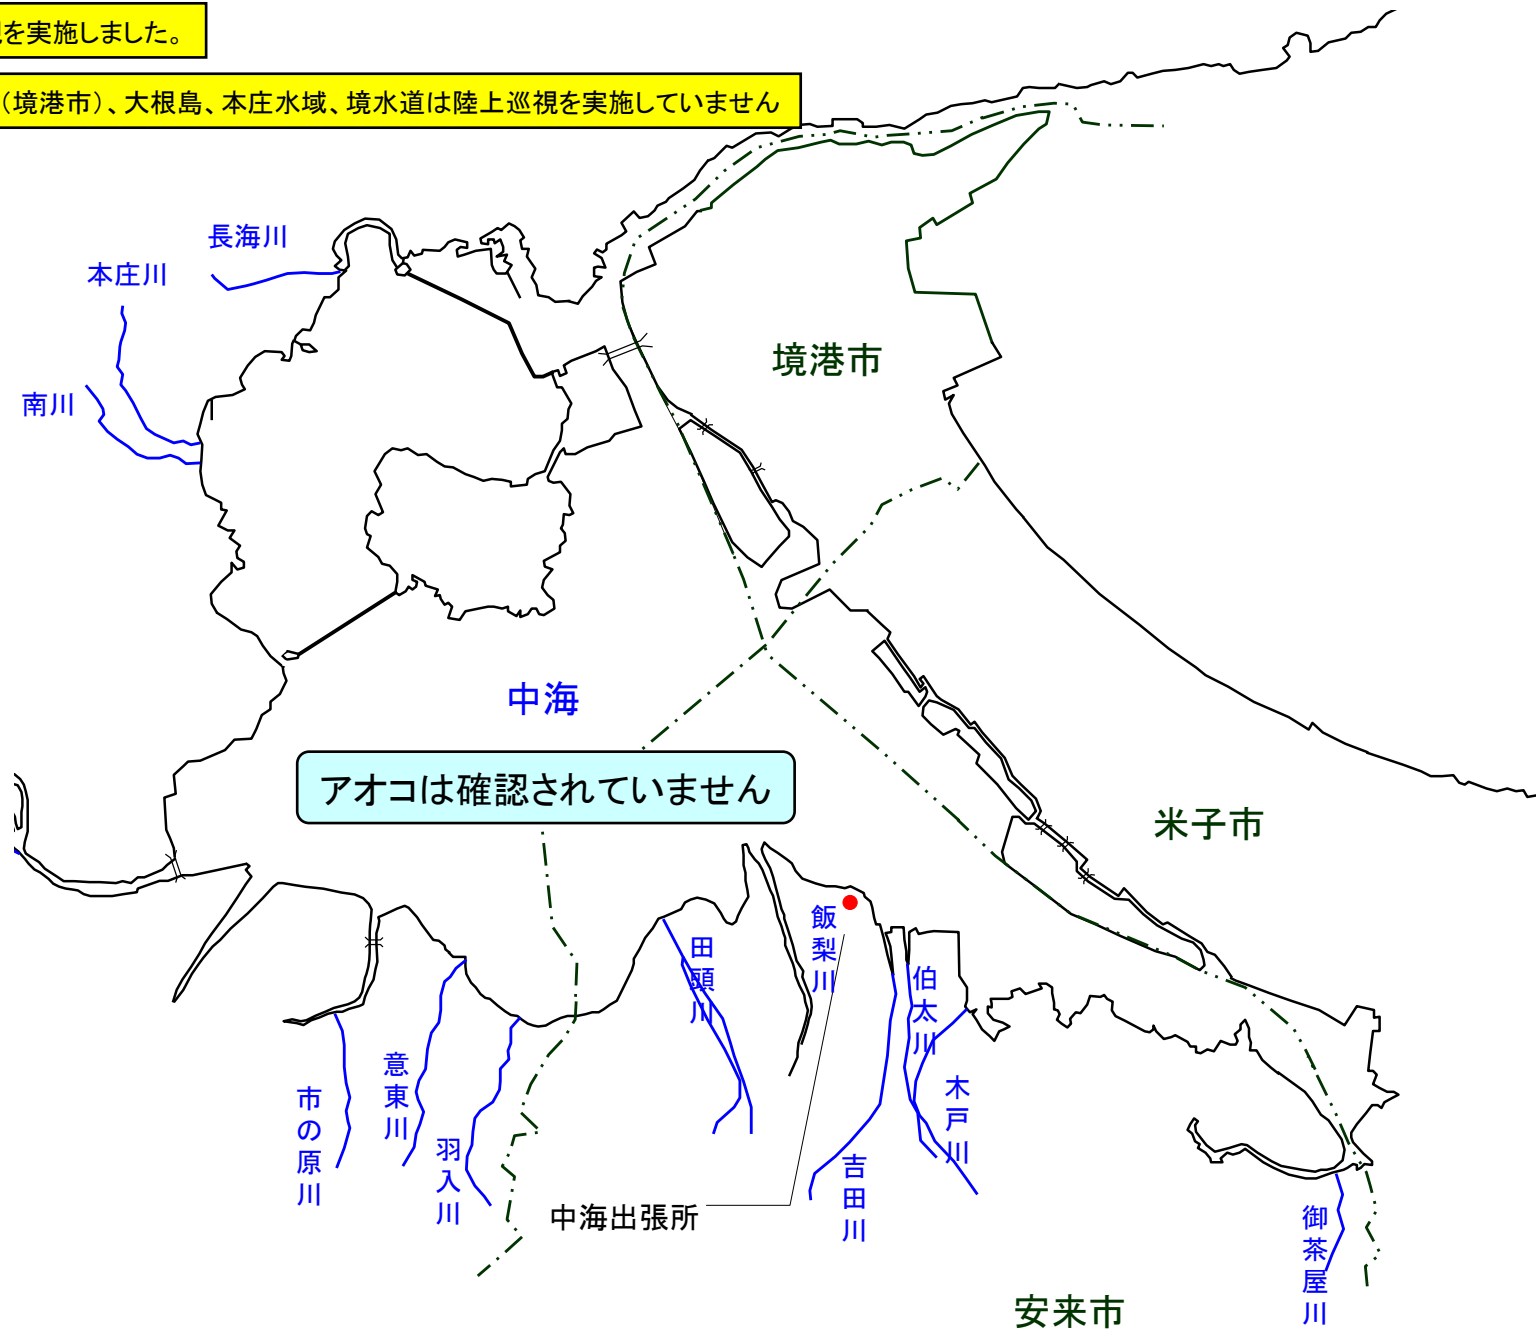 視を実施しました。
（境港市）、大根島、本庄水域、境水道は陸上巡視を実施していません
長海川
本庄川
南川
境港市
中海
アオコは確認されていません
米子市
飯梨川
田頭川
伯太川
意東川
木戸川
市の原川
羽入川
吉田川
中海出張所
御茶屋川
安来市